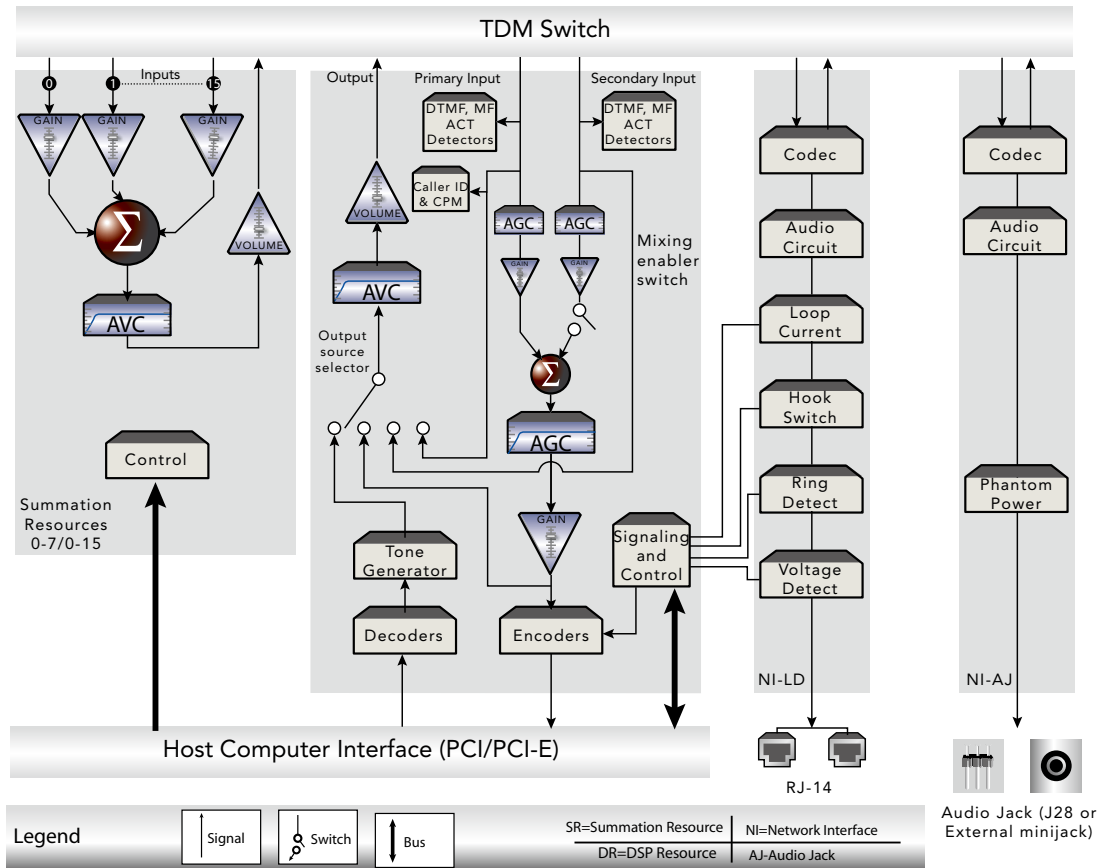 TDM Switch
0
1
Inputs
15
GAIN
GAIN
GAIN
Σ
VOLUME
AVC
Control
Summation
Resources
0-7/0-15
Output
Primary Input
Secondary Input
DTMF, MF
ACT
Detectors
DTMF, MF
ACT
Detectors
Caller ID
& CPM
VOLUME
AGC
AGC
Mixing
enabler
switch
GAIN
GAIN
AVC
Output
source
selector
Σ
AGC
GAIN
Tone
Generator
Signaling
and
Control
Decoders
Encoders
Codec
Audio
Circuit
Loop
Current
Hook
Switch
Ring
Detect
Voltage
Detect
NI-LD
Codec
Audio
Circuit
Phantom
Power
NI-AJ
Host Computer Interface (PCI/PCI-E)
RJ-14
Audio Jack (J28 or
External minijack)
Legend
Signal
Switch
Bus
SR=Summation Resource
NI=Network Interface
DR=DSP Resource
AJ-Audio Jack